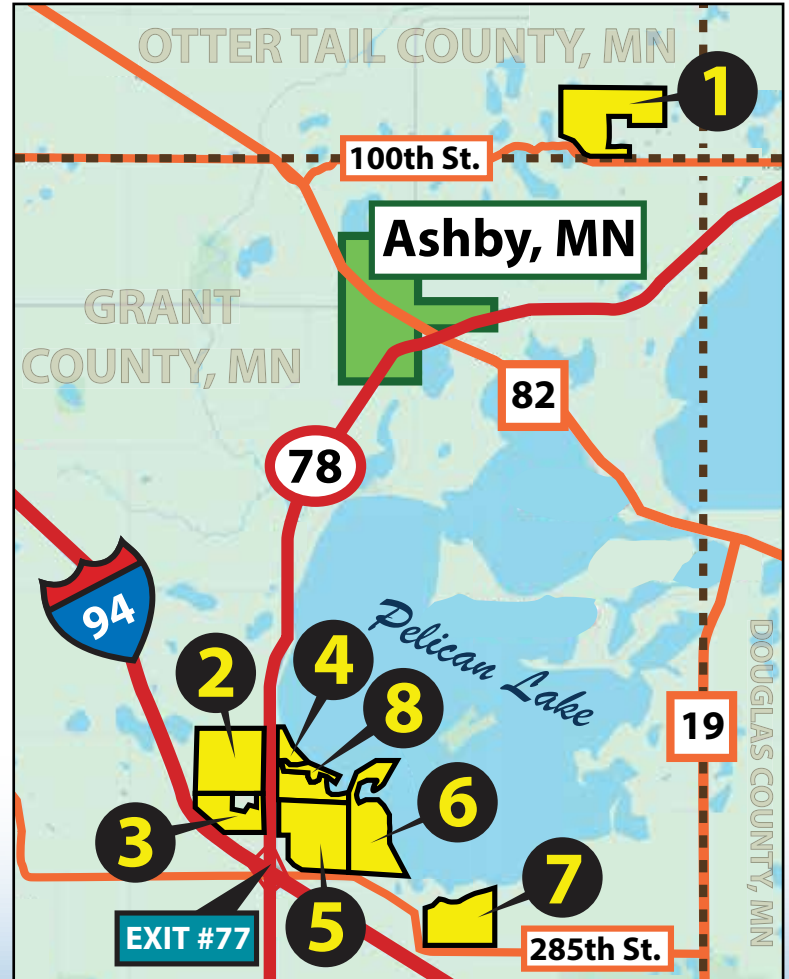 OTTER TAIL COUNTY, MN
1
100th St.
Ashby, MN
GRANT
COUNTY, MN
82
78
94
Pelican Lake
2
4
8
DOUGLAS COUNTY, MN
19
6
3
7
5
EXIT #77
285th St.